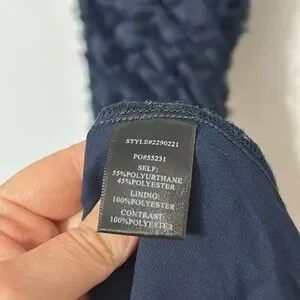 STYLE#2290221
PO#55231
SELF:
55%POLYURTHANE
45%POLYESTER
LINING:
100%POLYESTER
CONTRAST:
100%POLYESTER